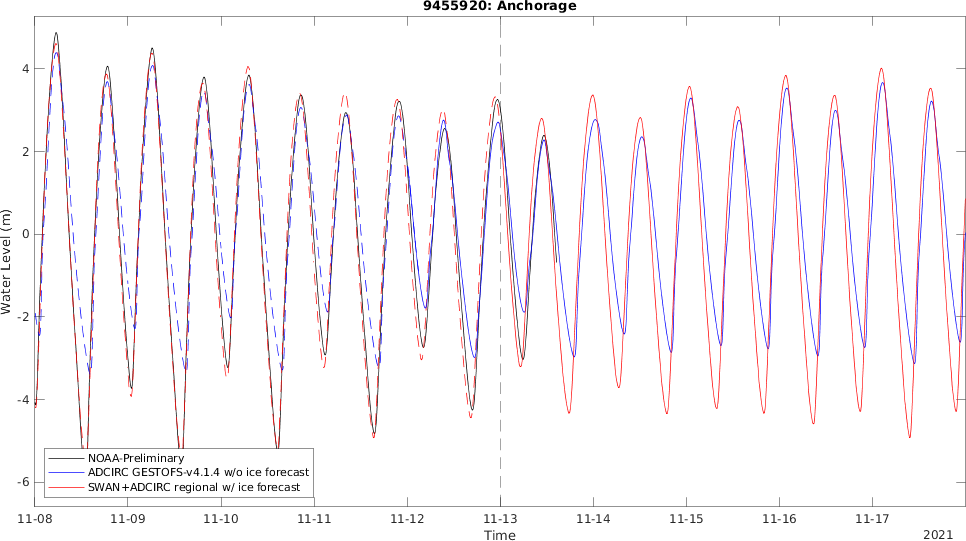 9455920: Anchorage
Water Level (m)
4
2
0
-2
-4
-6
NOAA-Preliminary
ADCIRC GESTOFS-v4.1.4 w/o ice forecast
SWAN+ADCIRC regional w/ ice forecast
11-08 11-09 11-10 11-11 11-12 11-13 11-14 11-15 11-16 11-17
Time
2021